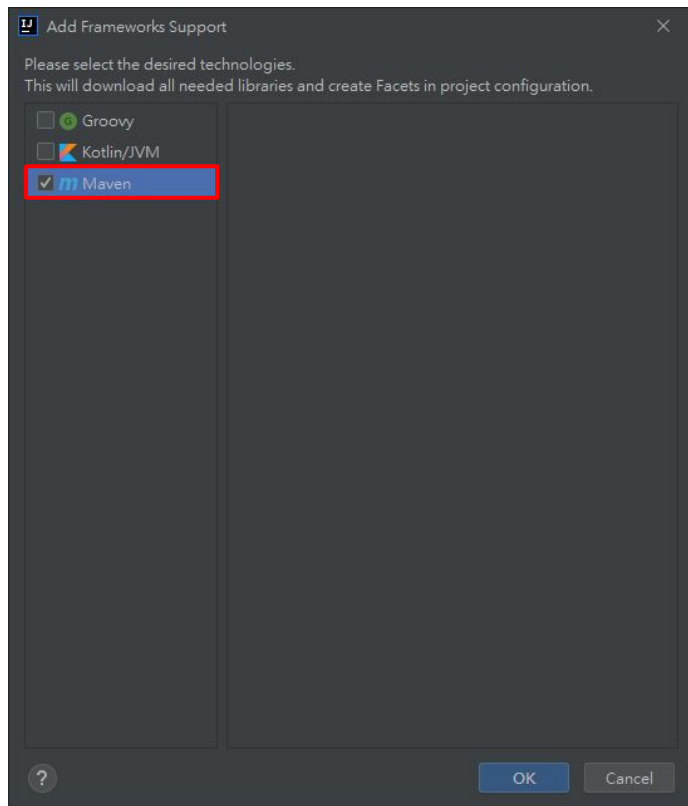 Add Frameworks Support
Please select the desired technologies.
This will download all needed libraries and create Facets in project configuration.
Groovy
Kotlin/JVM
Maven
?
OK
Cancel